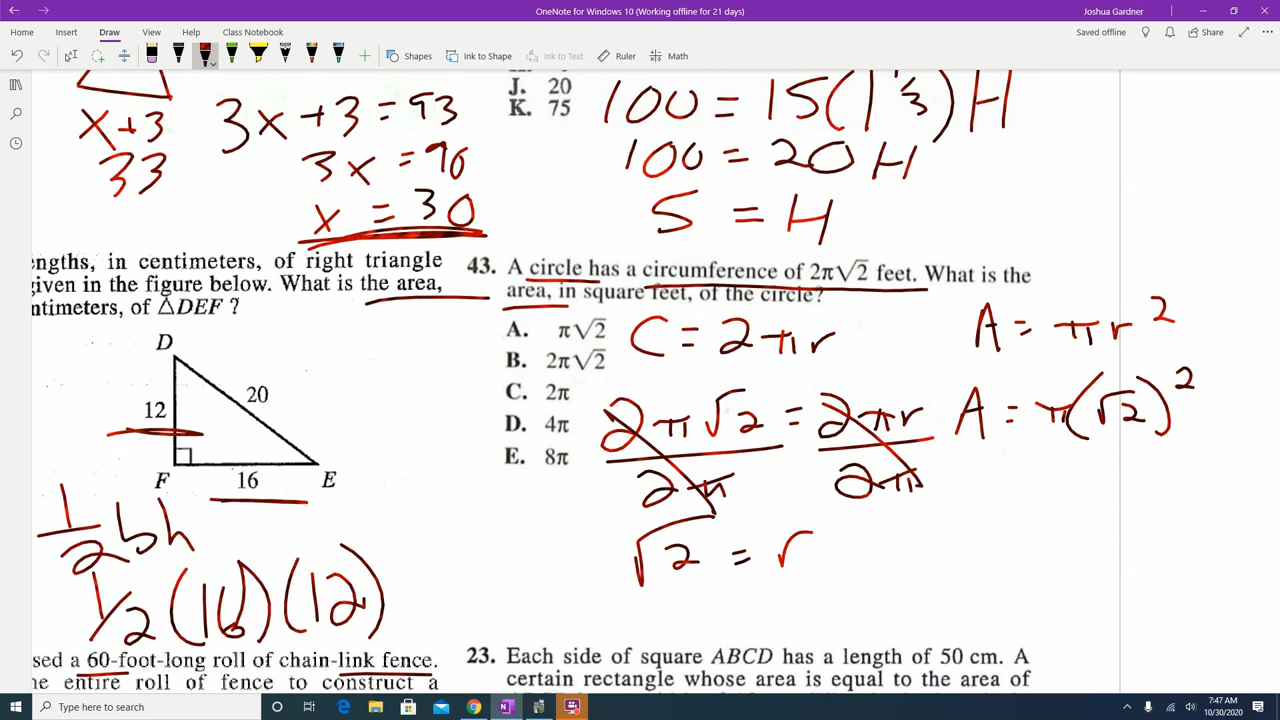 OneNote for Windows 10 (Working offline for 21 days)
Joshua Gardner
Home Insert Draw View Help Class Notebook
Saved offline Share
Shapes Ink to Shape Ink to Text Ruler Math
x+3
33
3x+3=93
3x=90
x=30
J. 20
K. 75
100=15(1 1/3)H
100=20H
5=H
engths, in centimeters, of right triangle
given in the figure below. What is the area,
ntimeters, of △DEF ?
D
12
20
F
16
E
1/2 bh
1/2(16)(12)
sed a 60-foot-long roll of chain-link fence.
ne entire roll of fence to construct a
43. A circle has a circumference of 2π√2 feet. What is the
area, in square feet, of the circle?
A. π√2
B. 2π√2
C. 2π
D. 4π
E. 8π
C=2πr
2π√2=2πr
2π 2π
√2=r
A=πr²
A=π(√2)²
23. Each side of square ABCD has a length of 50 cm. A
certain rectangle whose area is equal to the area of
Type here to search
7:47 AM
10/30/2020